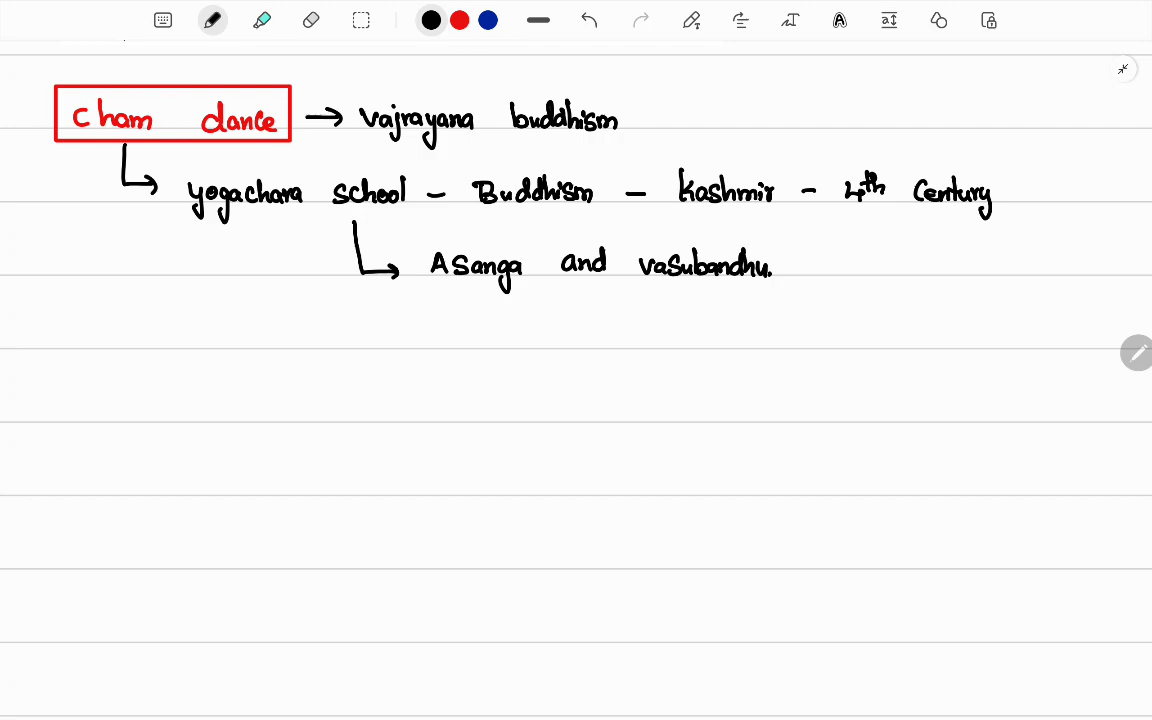 cham dance → vajrayana buddhism
yogachara school - Buddhism - Kashmir - 4th Century
Asanga and vasubandhu.